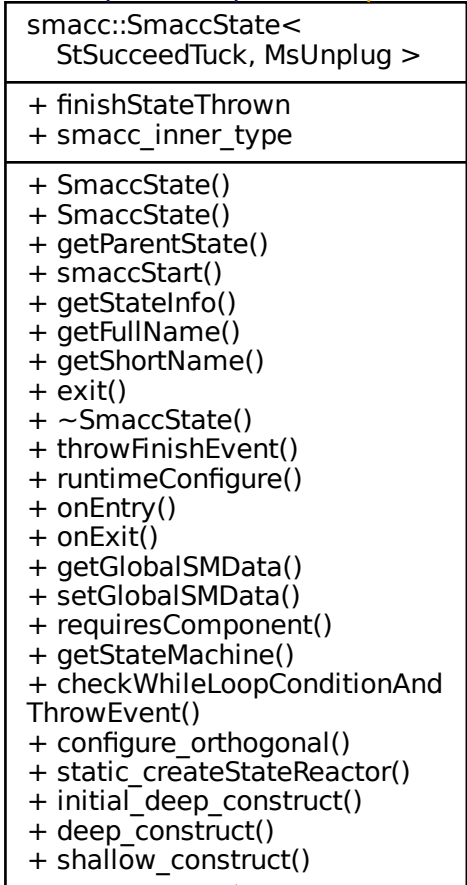 smacc::SmaccState<
StSucceedTuck, MsUnplug >
+ finishStateThrown
+ smacc_inner_type
+ SmaccState()
+ SmaccState()
+ getParentState()
+ smaccStart()
+ getStateInfo()
+ getFullName()
+ getShortName()
+ exit()
+ ~SmaccState()
+ throwFinishEvent()
+ runtimeConfigure()
+ onEntry()
+ onExit()
+ getGlobalSMData()
+ setGlobalSMData()
+ requiresComponent()
+ getStateMachine()
+ checkWhileLoopConditionAnd
ThrowEvent()
+ configure_orthogonal()
+ static_createStateReactor()
+ initial_deep_construct()
+ deep_construct()
+ shallow_construct()